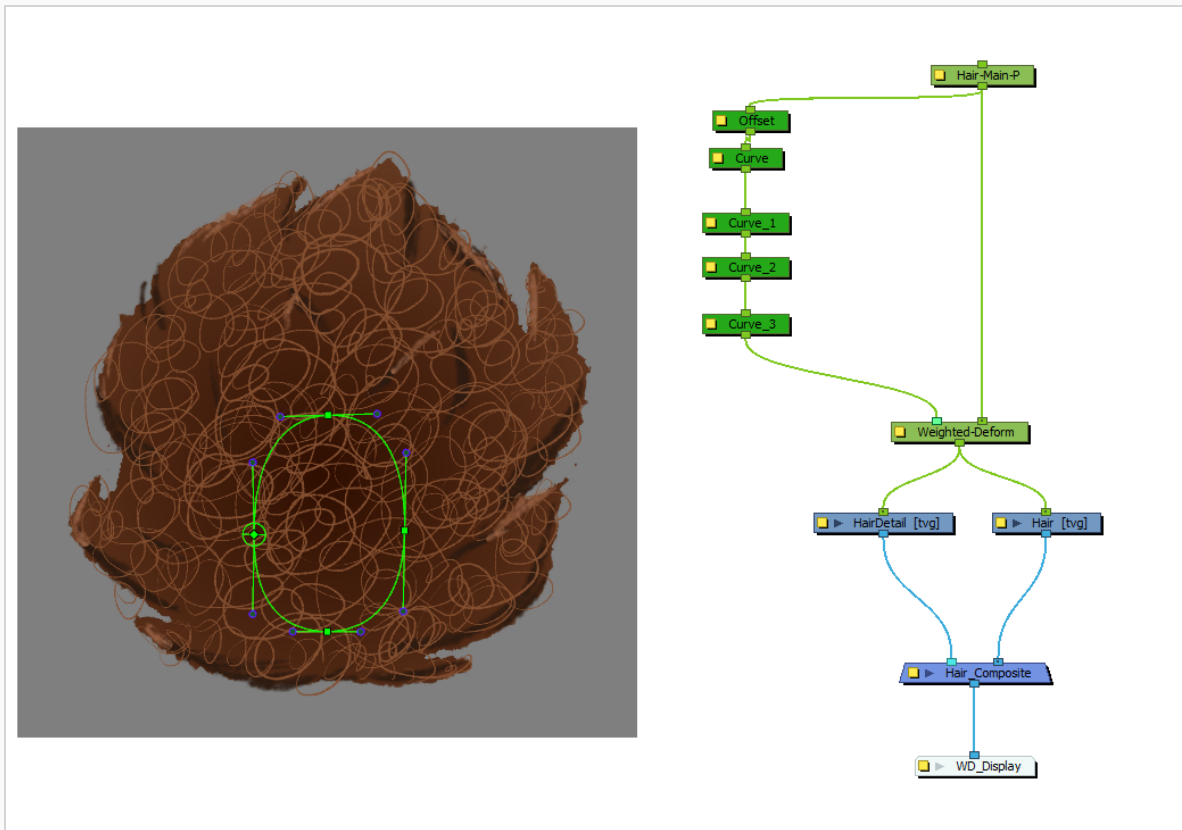 Hair-Main-P
Offset
Curve
Curve_1
Curve_2
Curve_3
Weighted-Deform
HairDetail [tvg]
Hair [tvg]
Hair_Composite
WD_Display